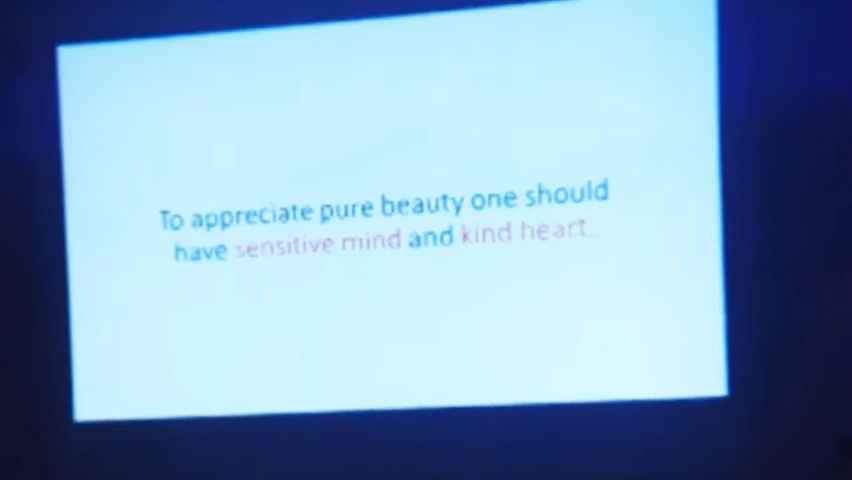 To appreciate pure beauty one should
have sensitive mind and kind heart.